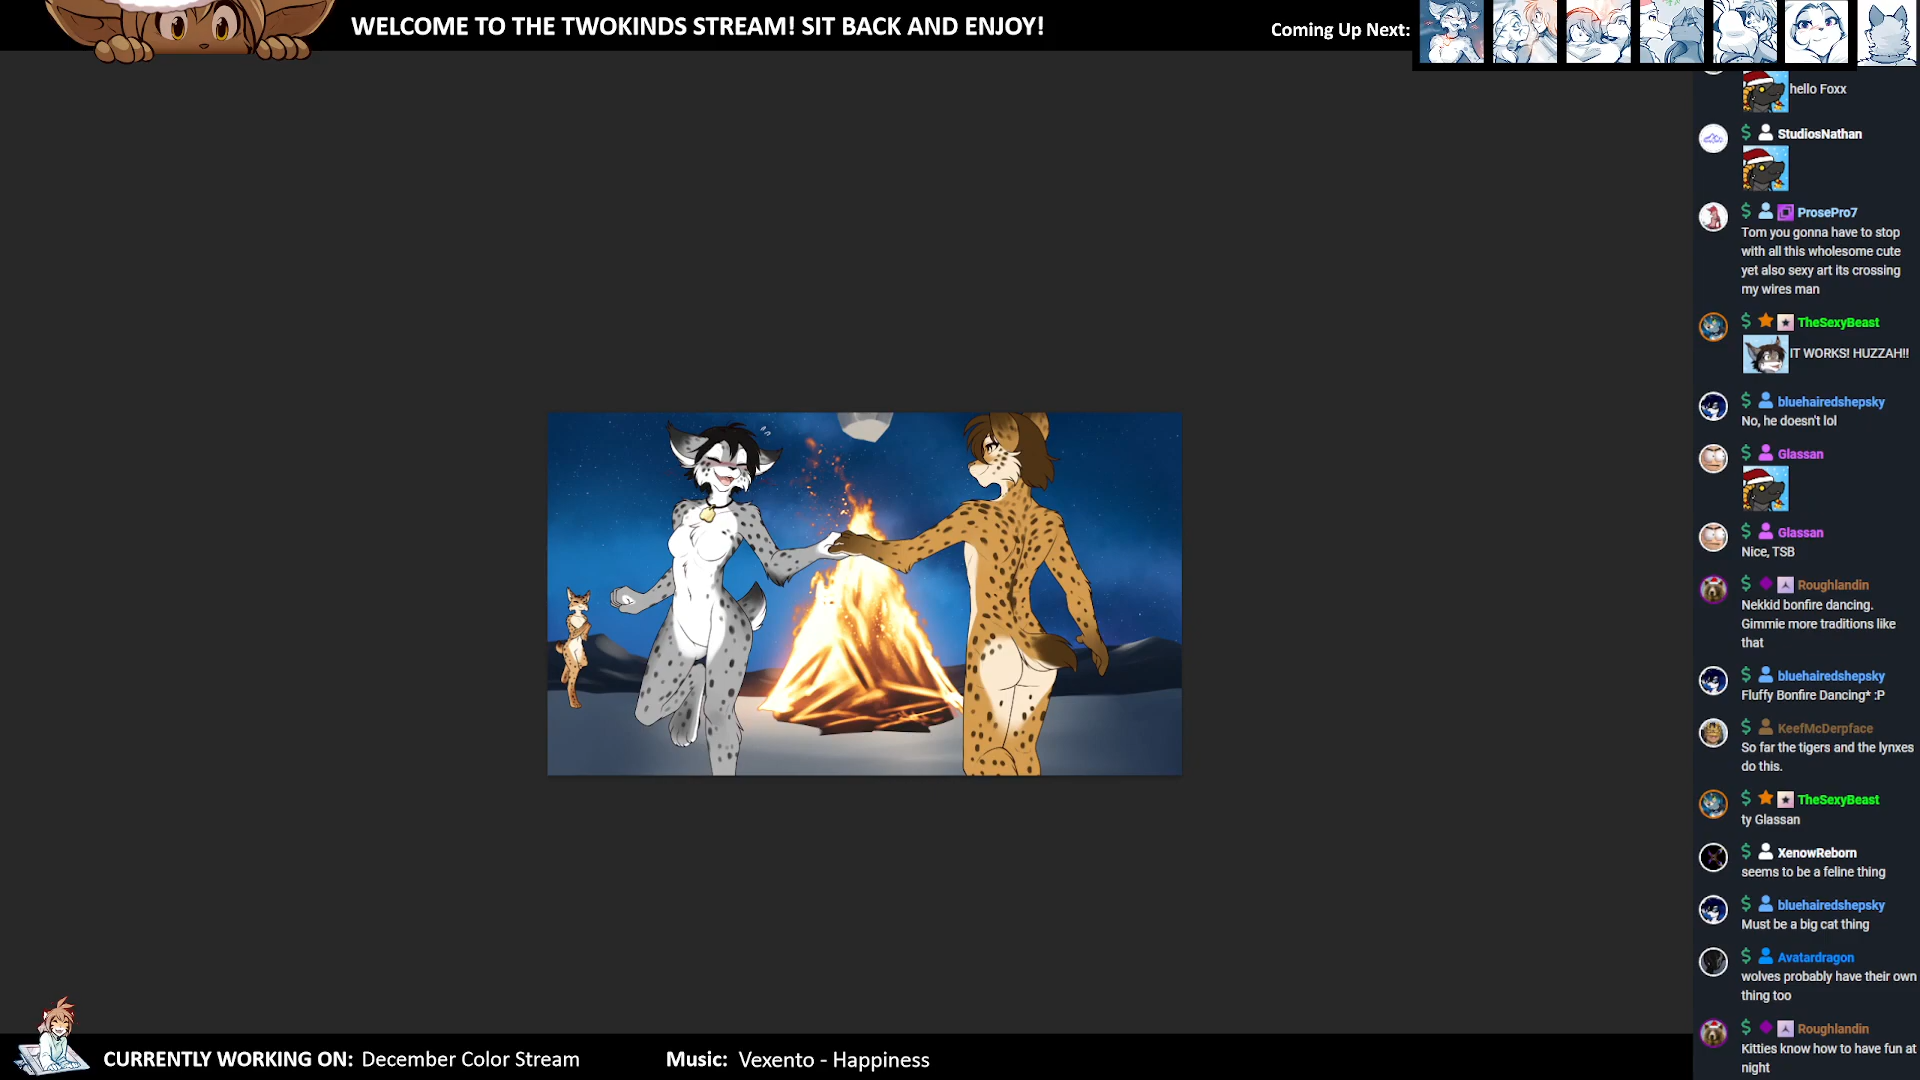 WELCOME TO THE TWOKINDS STREAM! SIT BACK AND ENJOY!
Coming Up Next:
hello Foxx
StudiosNathan
ProsePro7
Tom you gonna have to stop
with all this wholesome cute
yet also sexy art its crossing
my wires man
TheSexyBeast
IT WORKS! HUZZAH!!
bluehairedshepsky
No, he doesn't lol
Glassan
Glassan
Nice, TSB
Roughlandin
Nekkid bonfire dancing.
Gimmie more traditions like
that
bluehairedshepsky
Fluffy Bonfire Dancing* :P
KeefMcDerpface
So far the tigers and the lynxes
do this.
TheSexyBeast
ty Glassan
XenowReborn
seems to be a feline thing
bluehairedshepsky
Must be a big cat thing
Avatardragon
wolves probably have their own
thing too
Roughlandin
Kitties know how to have fun at
night
CURRENTLY WORKING ON: December Color Stream
Music: Vexento - Happiness